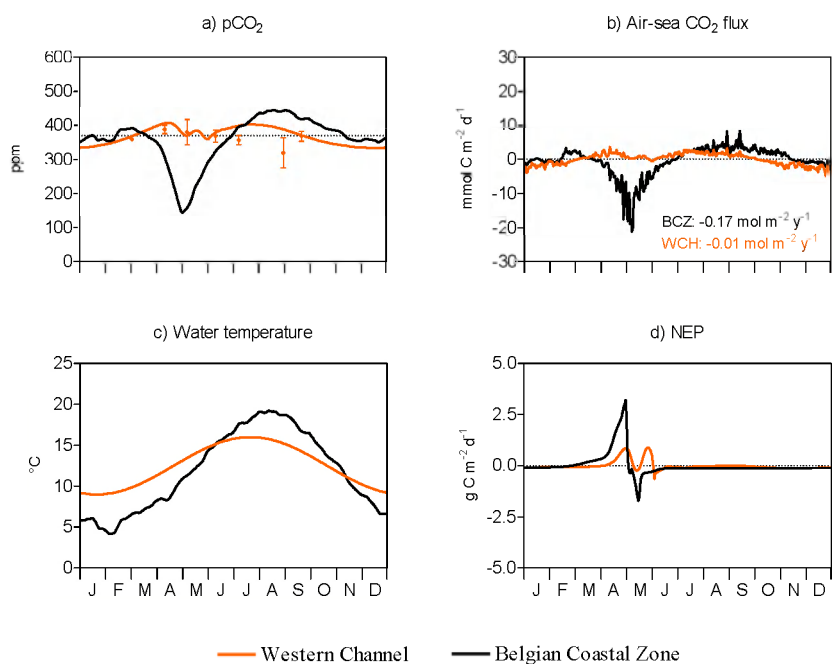 a) pCO2
b) Air-sea CO2 flux
600
500
400
300
200
100
0
ppm
30
20
10
0
-10
-20
-30
mmol C m-2 d-1
BCZ: -0.17 mol m-2 y-1
WCH: -0.01 mol m-2 y-1
c) Water temperature
d) NEP
25
20
15
10
5
0
°C
J F M A M J J A S O N D
5.0
2.5
0.0
-2.5
-5.0
g C m-2 d-1
J F M A M J J A S O N D
Western Channel
Belgian Coastal Zone